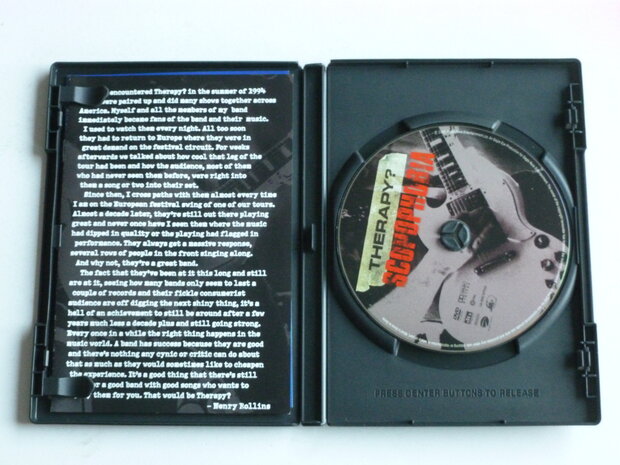 encountered Therapy? in the summer of 1994
were paired up and did many shows together across
America. Myself and all the members of my band
immediately became fans of the band and their music.
I used to watch them every night. All too soon
they had to return to Europe where they were in
great demand on the festival circuit. For weeks
afterwards we talked about how cool that leg of the
tour had been and how the audience, most of them
who had never seen them before, were right into
them a song or two into their set.
Since then, I cross paths with them almost every time
I am on the European festival swing of one of our tours.
Almost a decade later, they're still out there playing
great and never once have I seen them where the music
had dipped in quality or the playing had flagged in
performance. They always get a massive response,
several rows of people in the front singing along.
And why not, they're a great band.
The fact that they've been at it this long and still
are at it, seeing how many bands only seem to last a
couple of records and their fickle consumerist
audience are off digging the next shiny thing, it's a
hell of an achievement to still be around after a few
years much less a decade plus and still going strong.
Every once in a while the right thing happens in the
music world. A band has success because they are good
and there's nothing any cynic or critic can do about
that as much as they would sometimes like to cheapen
the experience. It's a good thing that there's still
a good band with good songs who wants to
them for you. That would be Therapy?
- Henry Rollins
THERAPY?
SCOPOPHOBIA
DVD
PRESS CENTER BUTTONS TO RELEASE